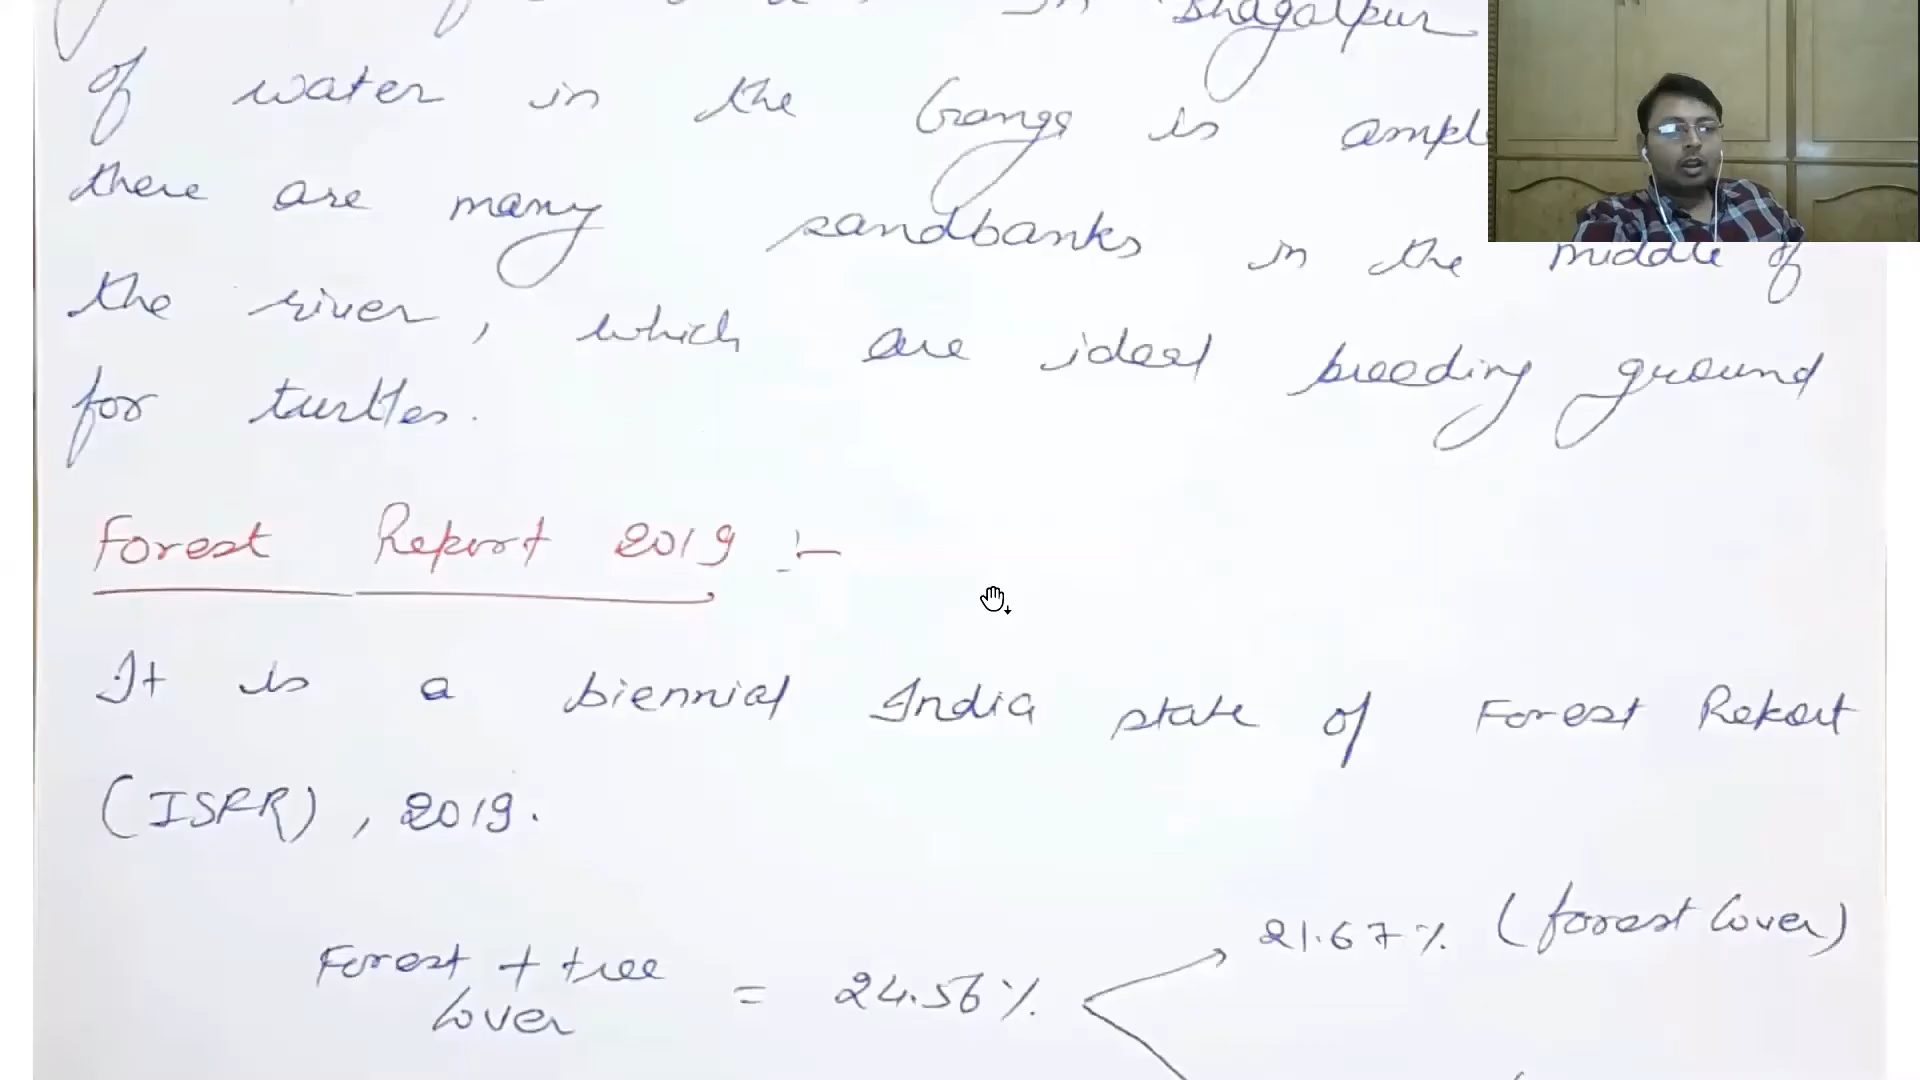 in Bhagalpur
of water in the Ganga is
there are many sandbanks in the middle of
the river, which are ideal breeding ground
for turtles.
Forest Report 2019 :-
It is a biennial India state of Forest Report
(ISFR), 2019.
Forest + tree cover = 24.56%
21.67% (forest cover)